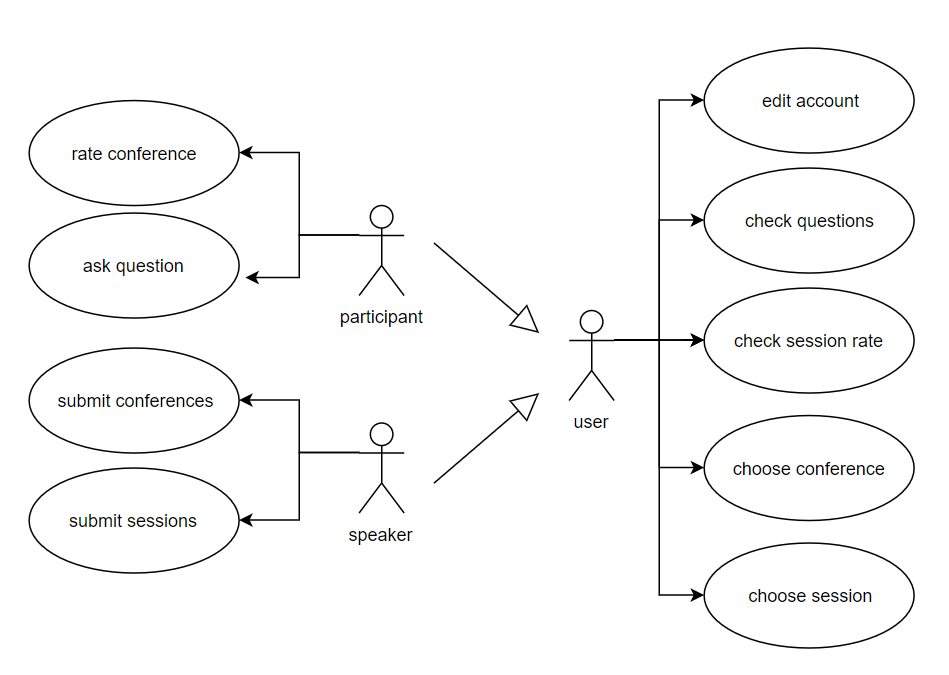 edit account
rate conference
check questions
ask question
participant
check session rate
submit conferences
user
choose conference
submit sessions
speaker
choose session